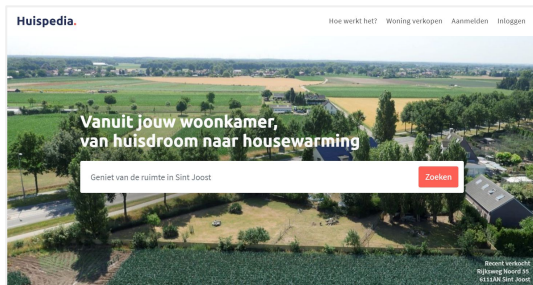 Huispedia.
Hoe werkt het? Woning verkopen Aanmelden Inloggen
Vanuit jouw woonkamer,
van huisdroom naar housewarming
Geniet van de ruimte in Sint Joost
Zoeken
Recent verkocht
Rijksweg Noord 55
6111AN Sint Joost